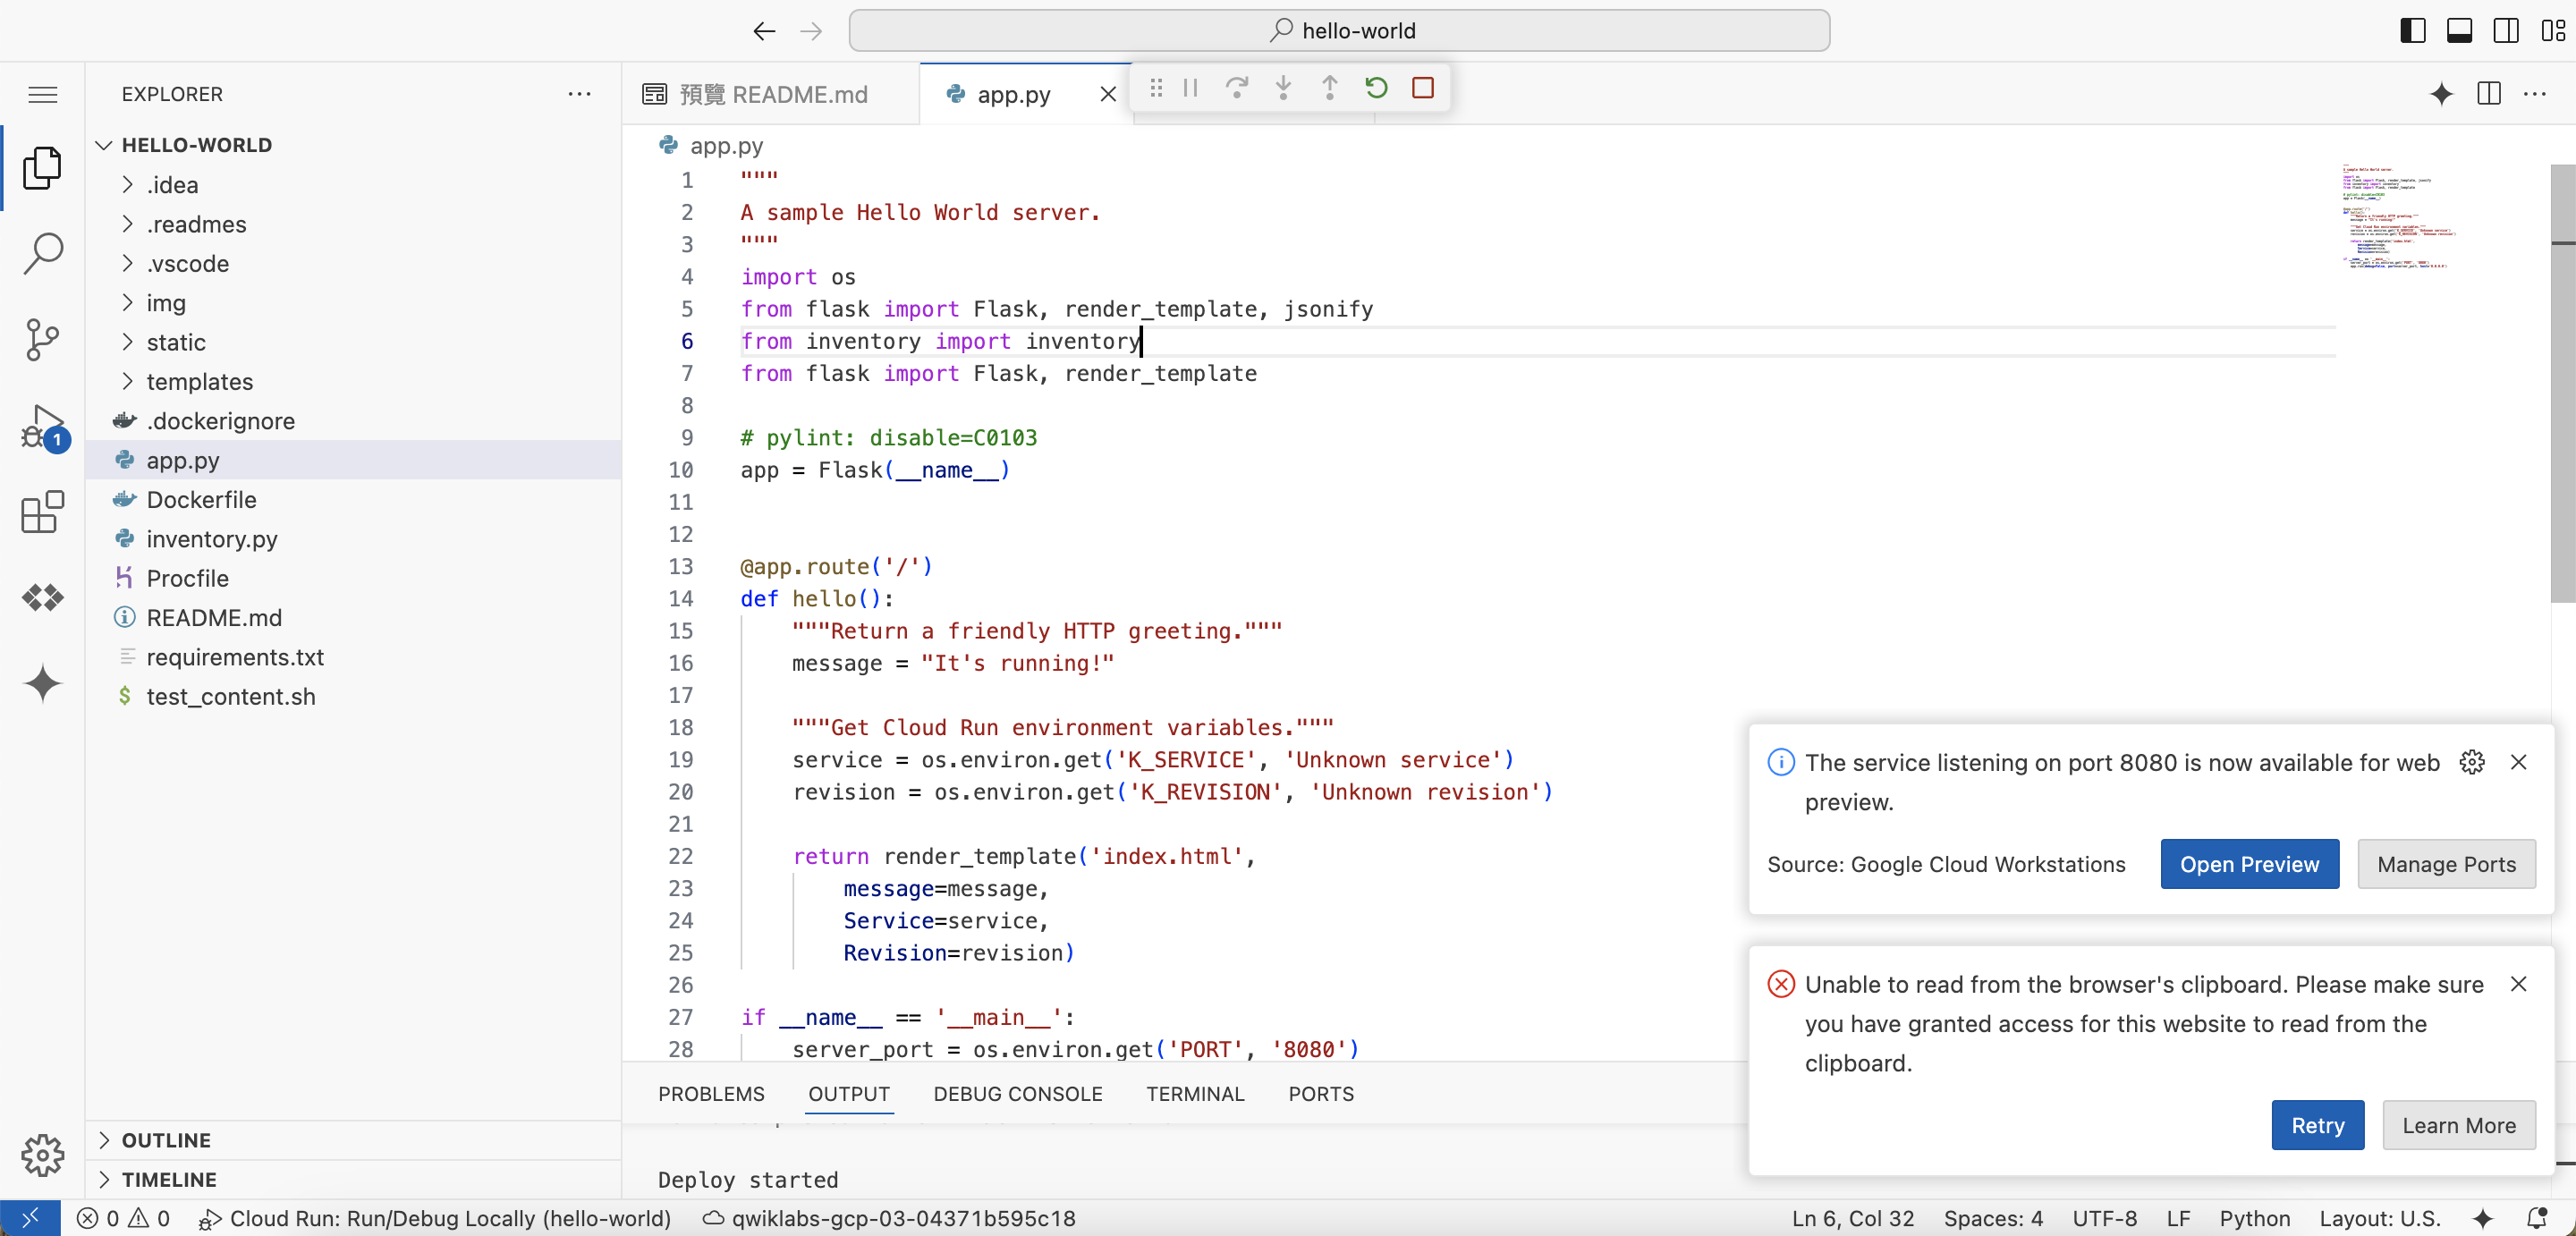 hello-world
EXPLORER
HELLO-WORLD
.idea
.readmes
.vscode
img
static
templates
.dockerignore
app.py
Dockerfile
inventory.py
Procfile
README.md
requirements.txt
test_content.sh
OUTLINE
TIMELINE
1
預覽 README.md
app.py
app.py
1 """
2 A sample Hello World server.
3 """
4 import os
5 from flask import Flask, render_template, jsonify
6 from inventory import inventory
7 from flask import Flask, render_template
8
9 # pylint: disable=C0103
10 app = Flask(__name__)
11
12
13 @app.route('/')
14 def hello():
15 """Return a friendly HTTP greeting."""
16 message = "It's running!"
17
18 """Get Cloud Run environment variables."""
19 service = os.environ.get('K_SERVICE', 'Unknown service')
20 revision = os.environ.get('K_REVISION', 'Unknown revision')
21
22 return render_template('index.html',
23 message=message,
24 Service=service,
25 Revision=revision)
26
27 if __name__ == '__main__':
28 server_port = os.environ.get('PORT', '8080')
PROBLEMS OUTPUT DEBUG CONSOLE TERMINAL PORTS
Deploy started
The service listening on port 8080 is now available for web
preview.
Source: Google Cloud Workstations
Open Preview
Manage Ports
Unable to read from the browser's clipboard. Please make sure
you have granted access for this website to read from the
clipboard.
Retry
Learn More
0 0 Cloud Run: Run/Debug Locally (hello-world) qwiklabs-gcp-03-04371b595c18
Ln 6, Col 32 Spaces: 4 UTF-8 LF Python Layout: U.S.